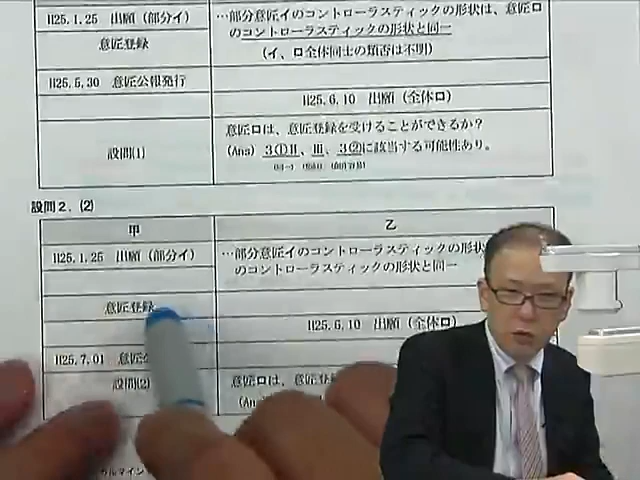 H25.1.25 出願（部分イ）
意匠登録
…部分意匠イのコントローラスティックの形状は、意匠ロ
のコントローラスティックの形状と同一
（イ、ロ全体同士の類否は不明）
H25.5.30 意匠公報発行
H25.6.10 出願（全体ロ）
設問(1)
意匠ロは、意匠登録を受けることができるか？
(Ans) 3①Ⅱ、Ⅲ、3②に該当する可能性あり。
設問２．(2)
甲
乙
H25.1.25 出願（部分イ）
…部分意匠イのコントローラスティックの形状
のコントローラスティックの形状と同一
意匠登録
H25.6.10 出願（全体ロ）
H25.7.01 意匠
設問(2)
意匠ロは、意匠登
(An